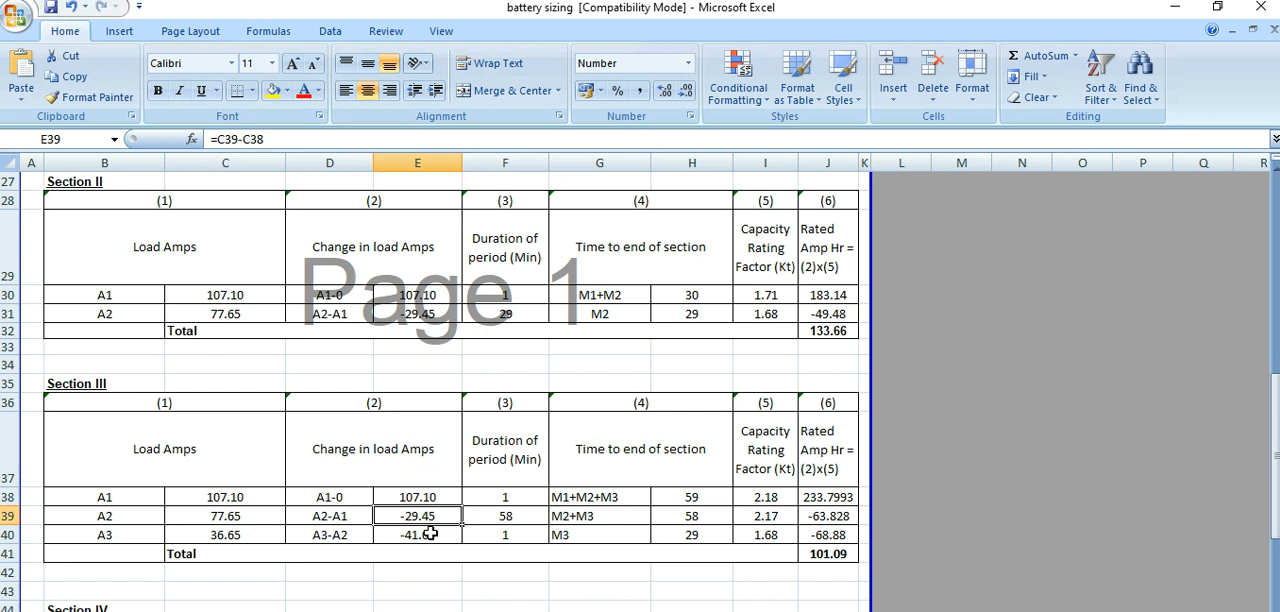 battery sizing [Compatibility Mode] - Microsoft Excel
Home Insert Page Layout Formulas Data Review View
Paste Cut Copy Format Painter Clipboard
Calibri 11 A A B I U A Font
Wrap Text Merge & Center Alignment
Number % , Number
Conditional Formatting Format as Table Cell Styles Styles
Insert Delete Format Cells
Σ AutoSum Fill Clear Sort & Filter Find & Select Editing
E39 fx =C39-C38
A B C D E F G H I J K L M N O P Q R
27 Section II
28 (1) (2) (3) (4) (5) (6)
29 Load Amps Change in load Amps Duration of period (Min) Time to end of section Capacity Rating Factor (Kt) Rated Amp Hr = (2)x(5)
Page 1
30 A1 107.10 A1-0 107.10 1 M1+M2 30 1.71 183.14
31 A2 77.65 A2-A1 -29.45 29 M2 29 1.68 -49.48
32 Total 133.66
33
34
35 Section III
36 (1) (2) (3) (4) (5) (6)
37 Load Amps Change in load Amps Duration of period (Min) Time to end of section Capacity Rating Factor (Kt) Rated Amp Hr = (2)x(5)
38 A1 107.10 A1-0 107.10 1 M1+M2+M3 59 2.18 233.7993
39 A2 77.65 A2-A1 -29.45 58 M2+M3 58 2.17 -63.828
40 A3 36.65 A3-A2 1 M3 29 1.68 -68.88
41 Total 101.09
42
43
44 Section IV